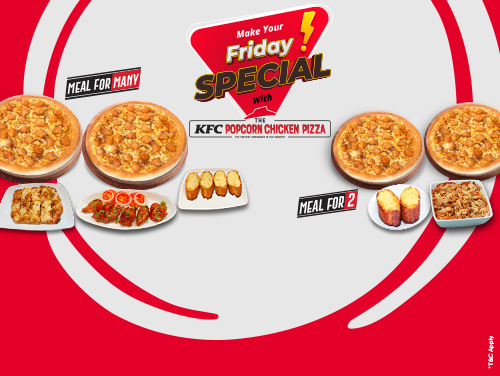 Make Your
Friday!
SPECIAL
With
THE
KFC POPCORN CHICKEN PIZZA
MEAL FOR MANY
MEAL FOR 2
*T&C Apply